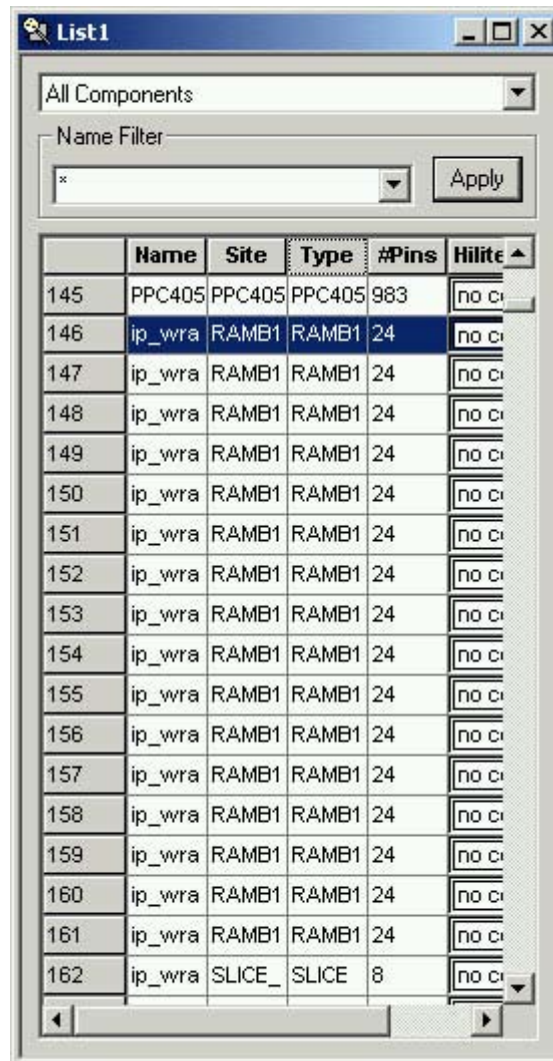 List1
All Components
Name Filter
* Apply
Name Site Type #Pins Hilite
145 PPC405 PPC405 PPC405 983 no c
146 ip_wra RAMB1 RAMB1 24 no c
147 ip_wra RAMB1 RAMB1 24 no c
148 ip_wra RAMB1 RAMB1 24 no c
149 ip_wra RAMB1 RAMB1 24 no c
150 ip_wra RAMB1 RAMB1 24 no c
151 ip_wra RAMB1 RAMB1 24 no c
152 ip_wra RAMB1 RAMB1 24 no c
153 ip_wra RAMB1 RAMB1 24 no c
154 ip_wra RAMB1 RAMB1 24 no c
155 ip_wra RAMB1 RAMB1 24 no c
156 ip_wra RAMB1 RAMB1 24 no c
157 ip_wra RAMB1 RAMB1 24 no c
158 ip_wra RAMB1 RAMB1 24 no c
159 ip_wra RAMB1 RAMB1 24 no c
160 ip_wra RAMB1 RAMB1 24 no c
161 ip_wra RAMB1 RAMB1 24 no c
162 ip_wra SLICE_ SLICE 8 no c